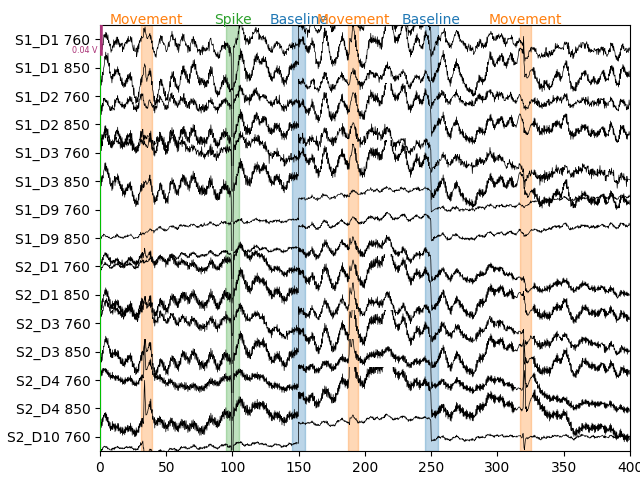 Movement Spike Baseline Movement Baseline Movement
S1_D1 760
0.04 V
S1_D1 850
S1_D2 760
S1_D2 850
S1_D3 760
S1_D3 850
S1_D9 760
S1_D9 850
S2_D1 760
S2_D1 850
S2_D3 760
S2_D3 850
S2_D4 760
S2_D4 850
S2_D10 760
0 50 100 150 200 250 300 350 400